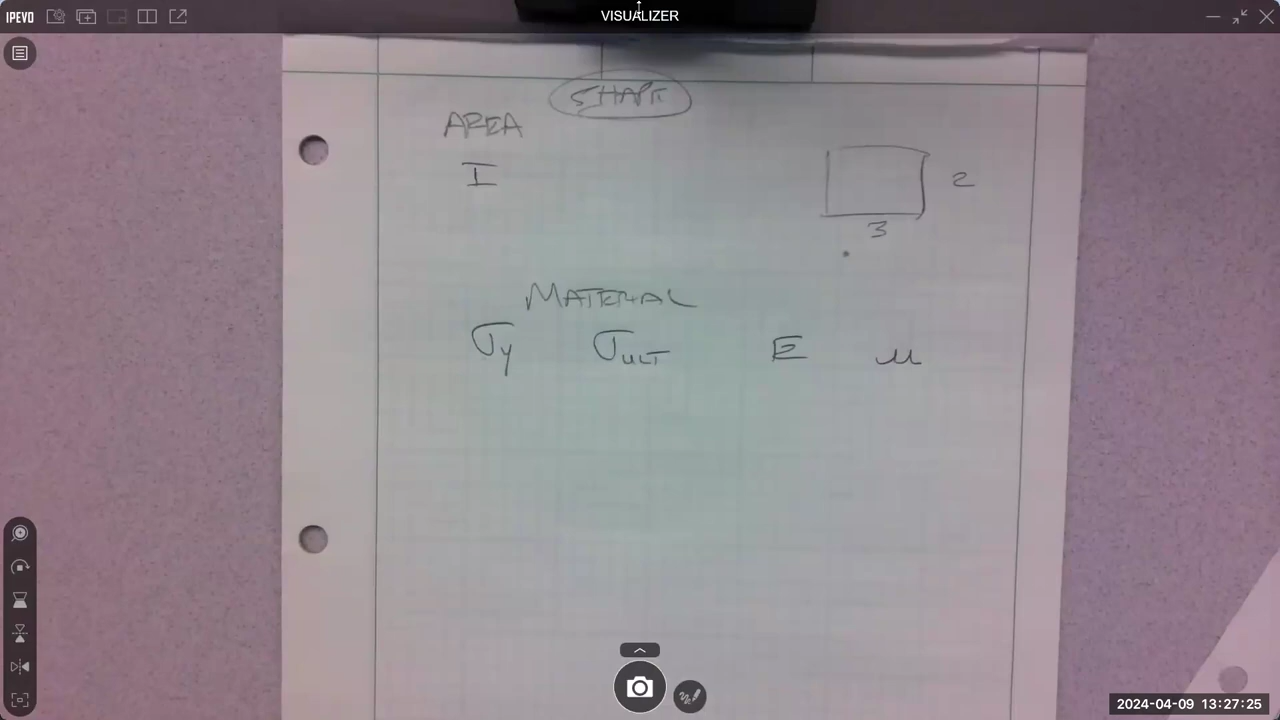 IPEVO
VISUALIZER
SHAPE
AREA
I
2
3
MATERIAL
σy σULT E μ
2024-04-09 13:27:25